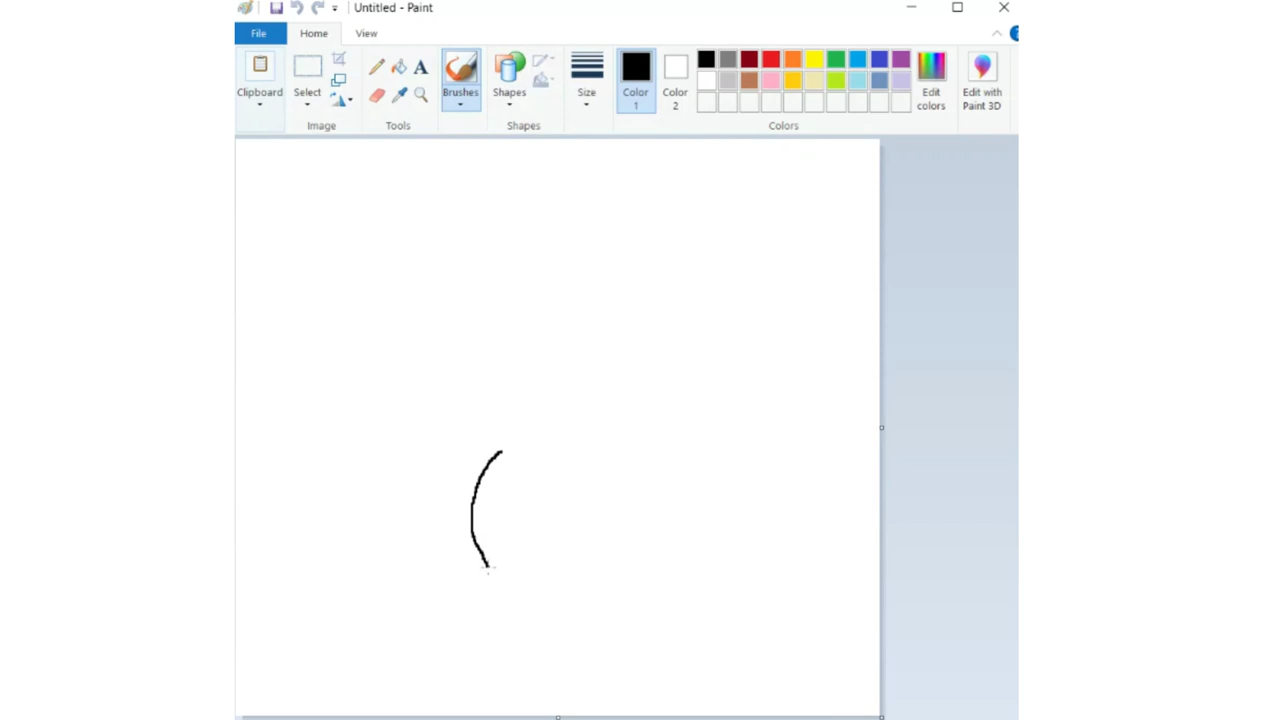 Untitled - Paint
File Home View
Clipboard Select Brushes Shapes Size Color 1 Color 2 Edit colors Edit with Paint 3D
Image Tools Shapes Colors